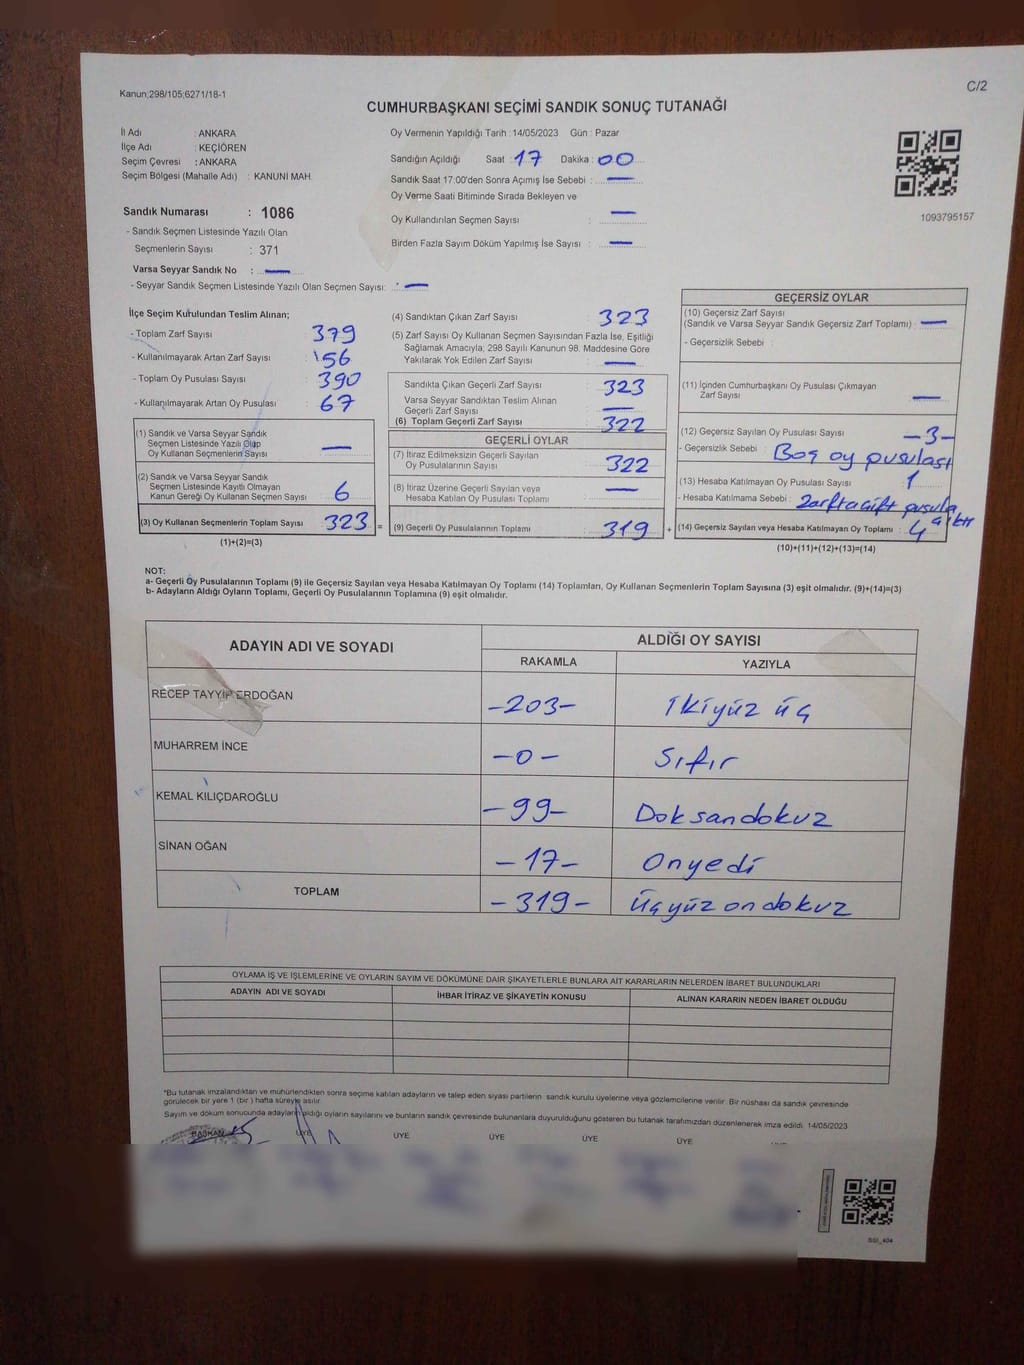 Kanun;298/105;6271/18-1
C/2
CUMHURBAŞKANI SEÇİMİ SANDIK SONUÇ TUTANAĞI
İl Adı : ANKARA
İlçe Adı : KEÇİÖREN
Seçim Çevresi : ANKARA
Seçim Bölgesi (Mahalle Adı) : KANUNİ MAH.
Sandık Numarası : 1086
- Sandık Seçmen Listesinde Yazılı Olan
Seçmenlerin Sayısı : 371
Varsa Seyyar Sandık No : —
- Seyyar Sandık Seçmen Listesinde Yazılı Olan Seçmen Sayısı: —
Oy Vermenin Yapıldığı Tarih : 14/05/2023 Gün : Pazar
Sandığın Açıldığı Saat 17 Dakika : 00
Sandık Saat 17:00'den Sonra Açımış İse Sebebi : —
Oy Verme Saati Bitiminde Sırada Bekleyen ve
Oy Kullandırılan Seçmen Sayısı : —
Birden Fazla Sayım Döküm Yapılmış İse Sayısı : —
1093795157
İlçe Seçim Kurulundan Teslim Alınan;
- Toplam Zarf Sayısı 379
- Kullanılmayarak Artan Zarf Sayısı 56
- Toplam Oy Pusulası Sayısı 390
- Kullanılmayarak Artan Oy Pusulası 67
(1) Sandık ve Varsa Seyyar Sandık
Seçmen Listesinde Yazılı Olup
Oy Kullanan Seçmenlerin Sayısı —
(2) Sandık ve Varsa Seyyar Sandık
Seçmen Listesinde Kayıtlı Olmayan
Kanun Gereği Oy Kullanan Seçmen Sayısı 6
(3) Oy Kullanan Seçmenlerin Toplam Sayısı 323 =
(1)+(2)=(3)
(4) Sandıktan Çıkan Zarf Sayısı 323
(5) Zarf Sayısı Oy Kullanan Seçmen Sayısından Fazla İse, Eşitliği
Sağlamak Amacıyla; 298 Sayılı Kanunun 98. Maddesine Göre
Yakılarak Yok Edilen Zarf Sayısı —
Sandıkta Çıkan Geçerli Zarf Sayısı 323
Varsa Seyyar Sandıktan Teslim Alınan
Geçerli Zarf Sayısı —
(6) Toplam Geçerli Zarf Sayısı 322
GEÇERLİ OYLAR
(7) İtiraz Edilmeksizin Geçerli Sayılan
Oy Pusulalarının Sayısı 322
(8) İtiraz Üzerine Geçerli Sayılan veya
Hesaba Katılan Oy Pusulası Toplamı —
(9) Geçerli Oy Pusulalarının Toplamı 319 +
GEÇERSİZ OYLAR
(10) Geçersiz Zarf Sayısı
(Sandık ve Varsa Seyyar Sandık Geçersiz Zarf Toplamı) : —
- Geçersizlik Sebebi :
(11) İçinden Cumhurbaşkanı Oy Pusulası Çıkmayan
Zarf Sayısı —
(12) Geçersiz Sayılan Oy Pusulası Sayısı —3—
- Geçersizlik Sebebi : Boş oy pusulası
(13) Hesaba Katılmayan Oy Pusulası Sayısı : 1
- Hesaba Katılmama Sebebi : Zarfta çift pusula
çıktı
(14) Geçersiz Sayılan veya Hesaba Katılmayan Oy Toplamı : 4
(10)+(11)+(12)+(13)=(14)
NOT:
a- Geçerli Oy Pusulalarının Toplamı (9) ile Geçersiz Sayılan veya Hesaba Katılmayan Oy Toplamı (14) Toplamları, Oy Kullanan Seçmenlerin Toplam Sayısına (3) eşit olmalıdır. (9)+(14)=(3)
b- Adayların Aldığı Oyların Toplamı, Geçerli Oy Pusulalarının Toplamına (9) eşit olmalıdır.
ADAYIN ADI VE SOYADI
ALDIĞI OY SAYISI
RAKAMLA YAZIYLA
RECEP TAYYİP ERDOĞAN -203- ikiyüz üç
MUHARREM İNCE -0- Sıfır
KEMAL KILIÇDAROĞLU -99- Doksandokuz
SİNAN OĞAN -17- Onyedi
TOPLAM -319- üçyüz ondokuz
OYLAMA İŞ VE İŞLEMLERİNE VE OYLARIN SAYIM VE DÖKÜMÜNE DAİR ŞİKAYETLERLE BUNLARA AİT KARARLARIN NELERDEN İBARET BULUNDUKLARI
ADAYIN ADI VE SOYADI İHBAR İTİRAZ VE ŞİKAYETİN KONUSU ALINAN KARARIN NEDEN İBARET OLDUĞU
*Bu tutanak imzalandıktan ve mühürlendikten sonra seçime katılan adayların ve talep eden siyasi partilerin sandık kurulu üyelerine veya gözlemcilerine verilir. Bir nüshası da sandık çevresinde
görülecek bir yere 1 (bir ) hafta süreyle asılır.
Sayım ve döküm sonucunda adayların aldığı oyların sayılarını ve bunların sandık çevresinde bulunanlara duyurulduğunu gösteren bu tutanak tarafımızdan düzenlenerek imza edildi. 14/05/2023
BAŞKAN ÜYE ÜYE ÜYE ÜYE ÜYE